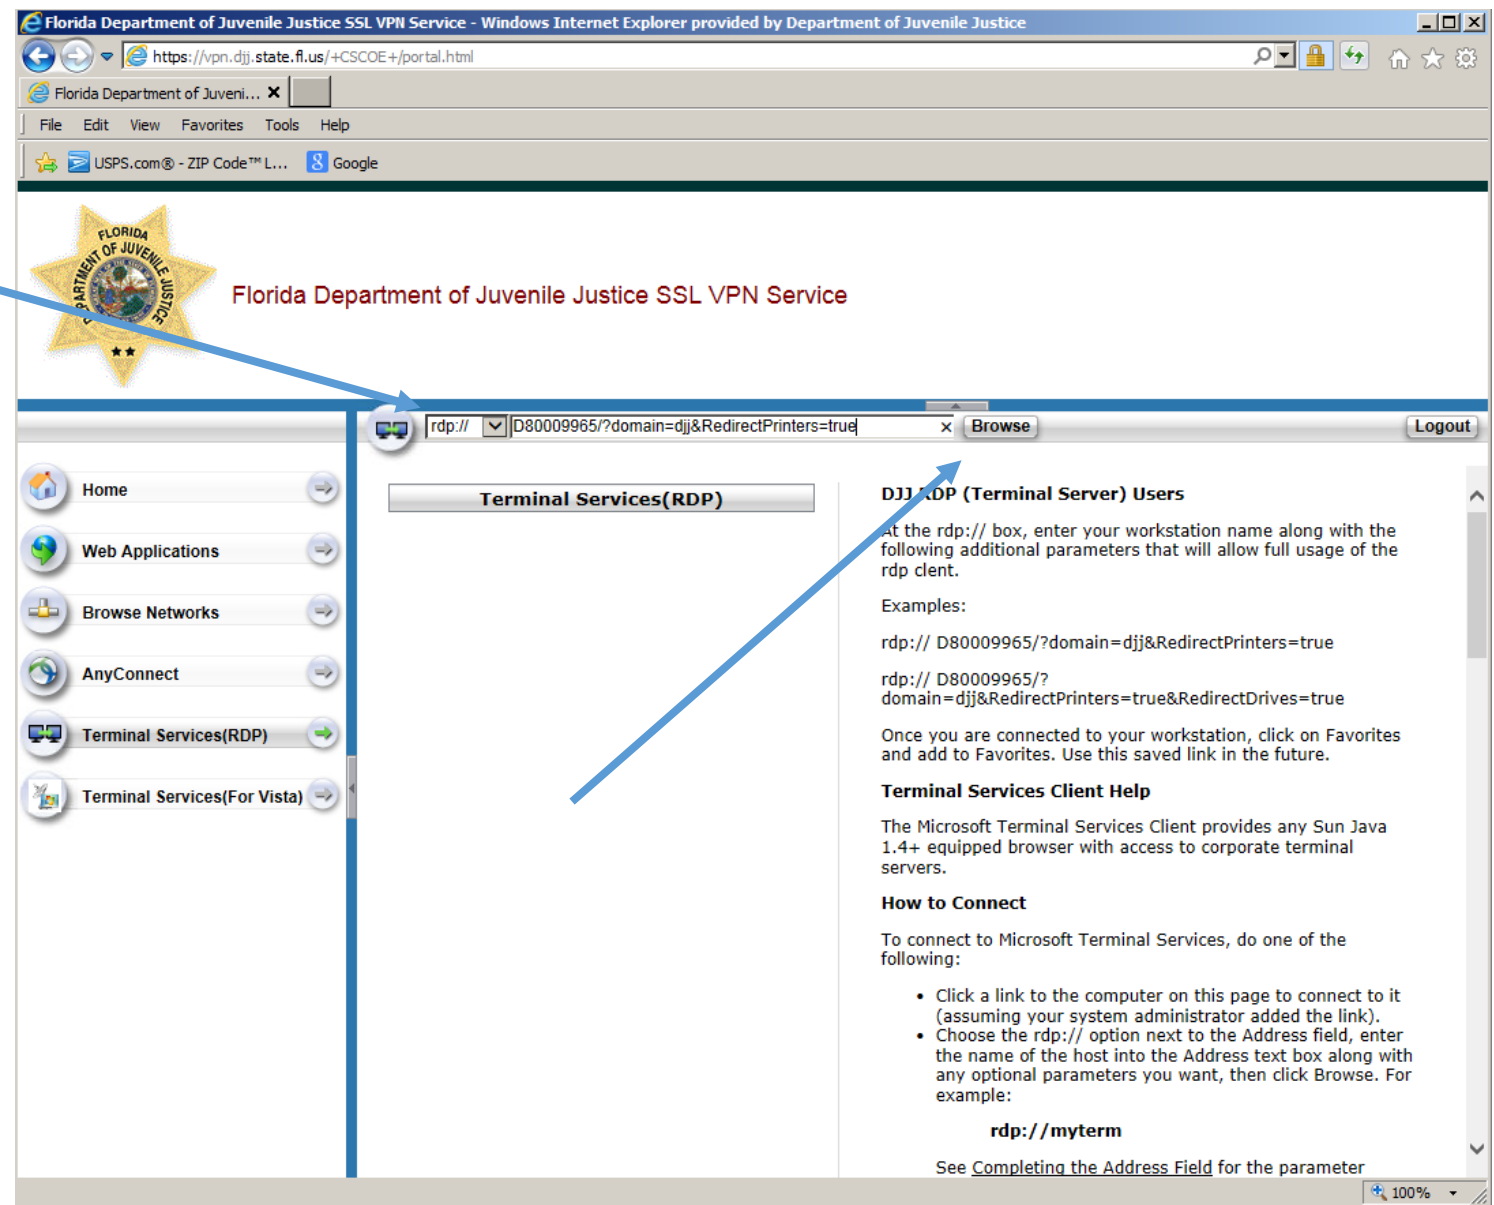 Florida Department of Juvenile Justice SSL VPN Service - Windows Internet Explorer provided by Department of Juvenile Justice
https://vpn.djj.state.fl.us/+CSCOE+/portal.html
Florida Department of Juveni...
File Edit View Favorites Tools Help
USPS.com® - ZIP Code™ L... Google
FLORIDA
DEPARTMENT OF JUVENILE JUSTICE
Florida Department of Juvenile Justice SSL VPN Service
rdp:// D80009965/?domain=djj&RedirectPrinters=true Browse Logout
Home
Web Applications
Browse Networks
AnyConnect
Terminal Services(RDP)
Terminal Services(For Vista)
Terminal Services(RDP)
DJJ RDP (Terminal Server) Users
At the rdp:// box, enter your workstation name along with the
following additional parameters that will allow full usage of the
rdp clent.
Examples:
rdp:// D80009965/?domain=djj&RedirectPrinters=true
rdp:// D80009965/?
domain=djj&RedirectPrinters=true&RedirectDrives=true
Once you are connected to your workstation, click on Favorites
and add to Favorites. Use this saved link in the future.
Terminal Services Client Help
The Microsoft Terminal Services Client provides any Sun Java
1.4+ equipped browser with access to corporate terminal
servers.
How to Connect
To connect to Microsoft Terminal Services, do one of the
following:
• Click a link to the computer on this page to connect to it
(assuming your system administrator added the link).
• Choose the rdp:// option next to the Address field, enter
the name of the host into the Address text box along with
any optional parameters you want, then click Browse. For
example:
rdp://myterm
See Completing the Address Field for the parameter
100%